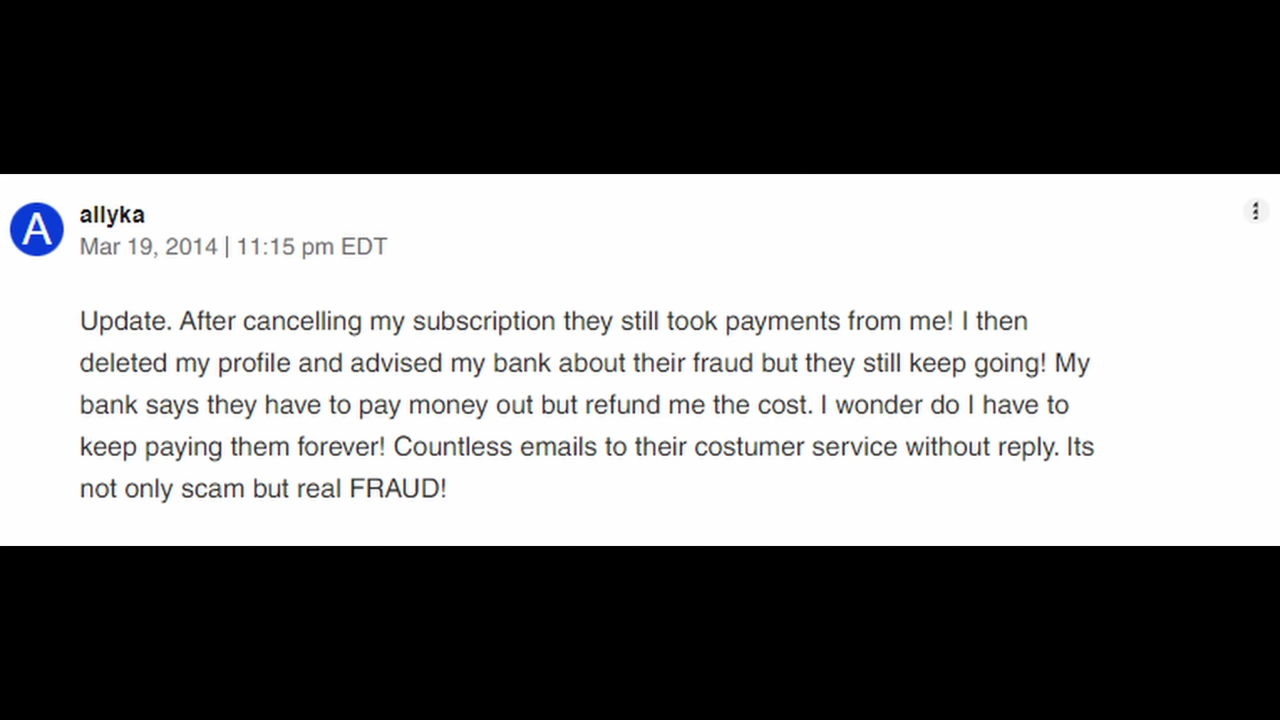 A
allyka
Mar 19, 2014 | 11:15 pm EDT
Update. After cancelling my subscription they still took payments from me! I then
deleted my profile and advised my bank about their fraud but they still keep going! My
bank says they have to pay money out but refund me the cost. I wonder do I have to
keep paying them forever! Countless emails to their costumer service without reply. Its
not only scam but real FRAUD!